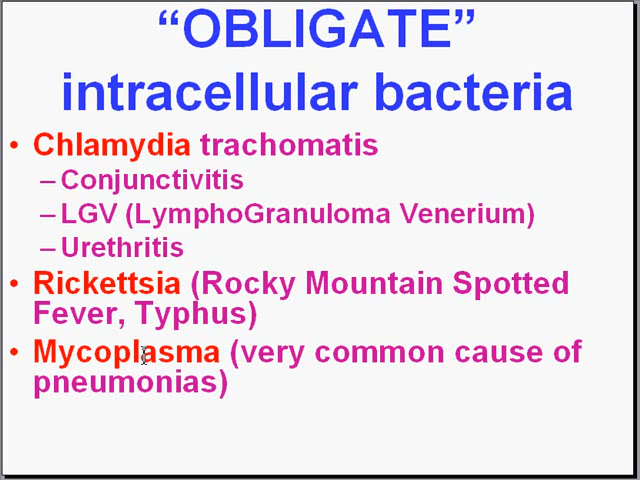 “OBLIGATE”
intracellular bacteria
• Chlamydia trachomatis
– Conjunctivitis
– LGV (LymphoGranuloma Venerium)
– Urethritis
• Rickettsia (Rocky Mountain Spotted
Fever, Typhus)
• Mycoplasma (very common cause of
pneumonias)